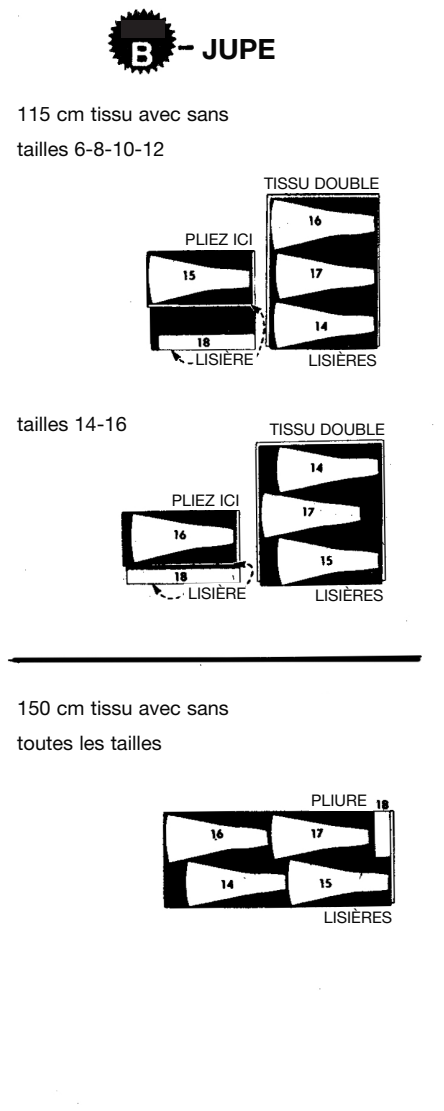 B - JUPE
115 cm tissu avec sans
tailles 6-8-10-12
TISSU DOUBLE
16
PLIEZ ICI
15
17
14
18
LISIÈRE
LISIÈRES
tailles 14-16
TISSU DOUBLE
14
PLIEZ ICI
17
16
15
18
LISIÈRE
LISIÈRES
150 cm tissu avec sans
toutes les tailles
PLIURE 18
16
17
14
15
LISIÈRES